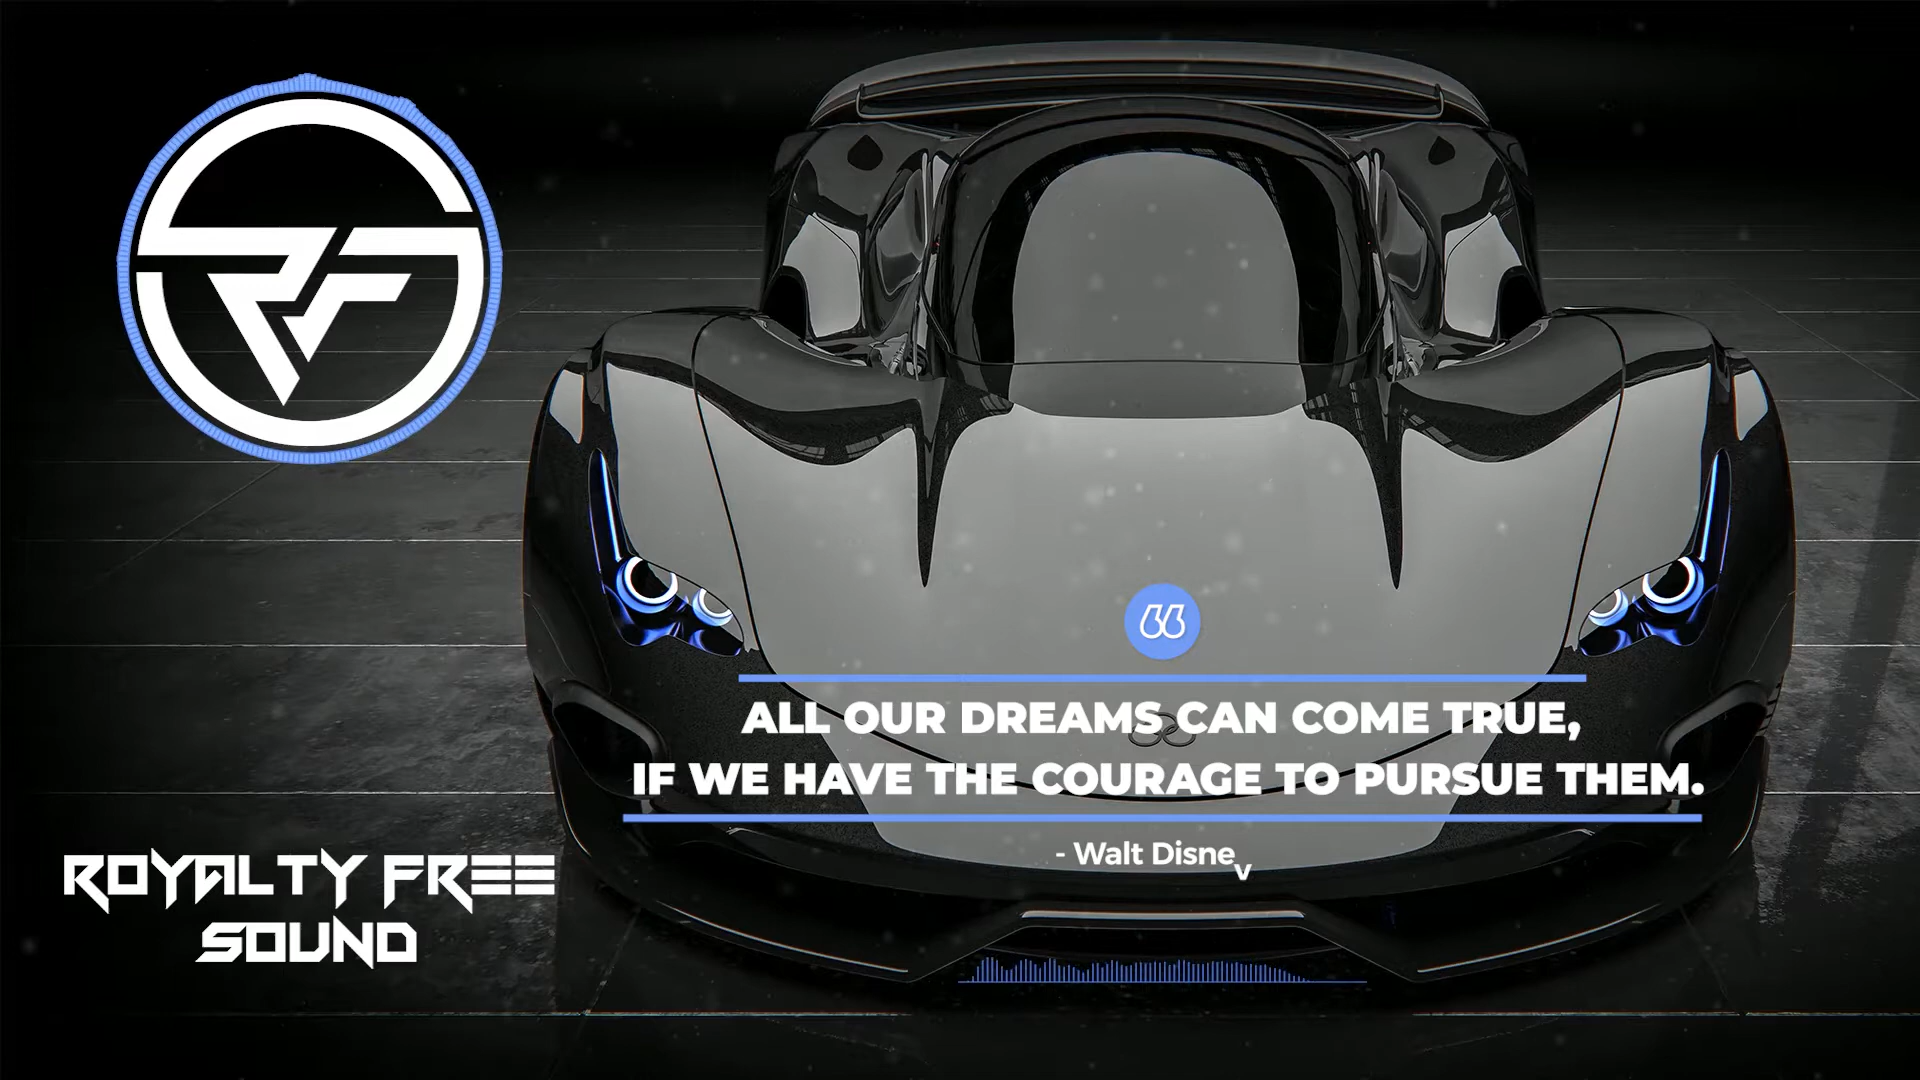 RF
ALL OUR DREAMS CAN COME TRUE,
IF WE HAVE THE COURAGE TO PURSUE THEM.
- Walt Disney
ROYALTY FREE
SOUND